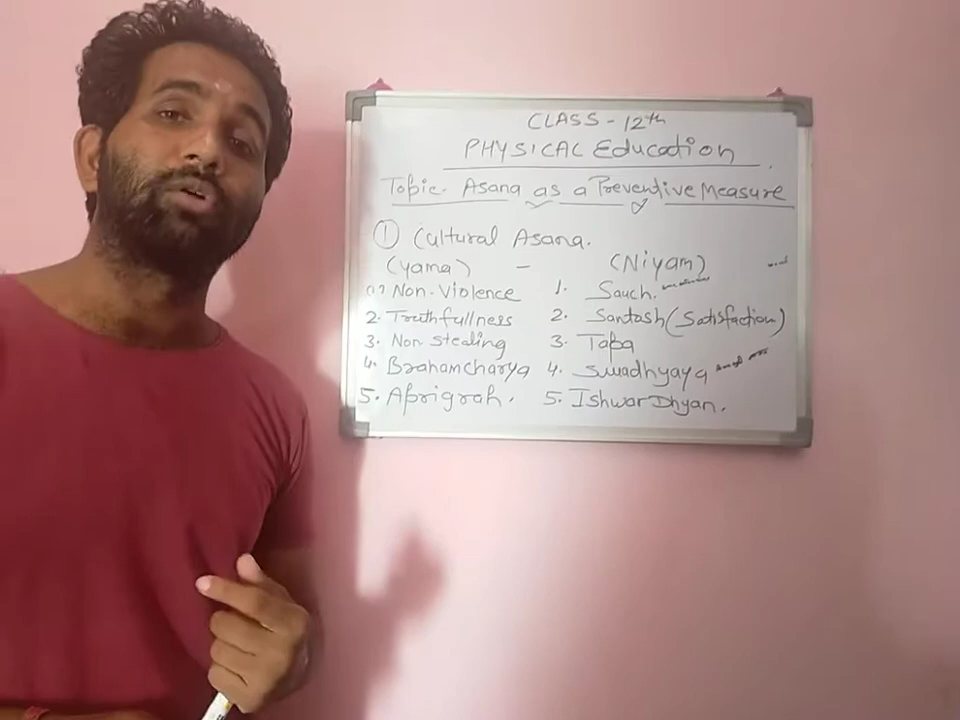 CLASS - 12th
PHYSICAL Education
Topic. Asana as a Preventive Measure
① Cultural Asana.
(yama) - (Niyam)
(1) Non-Violence 1. Sauch.
2. Truthfullness 2. Santosh (Satisfaction)
3. Non stealing 3. Tapa
4. Brahamcharya 4. Swadhyaya
5. Aprigrah. 5. Ishwar Dhyan.